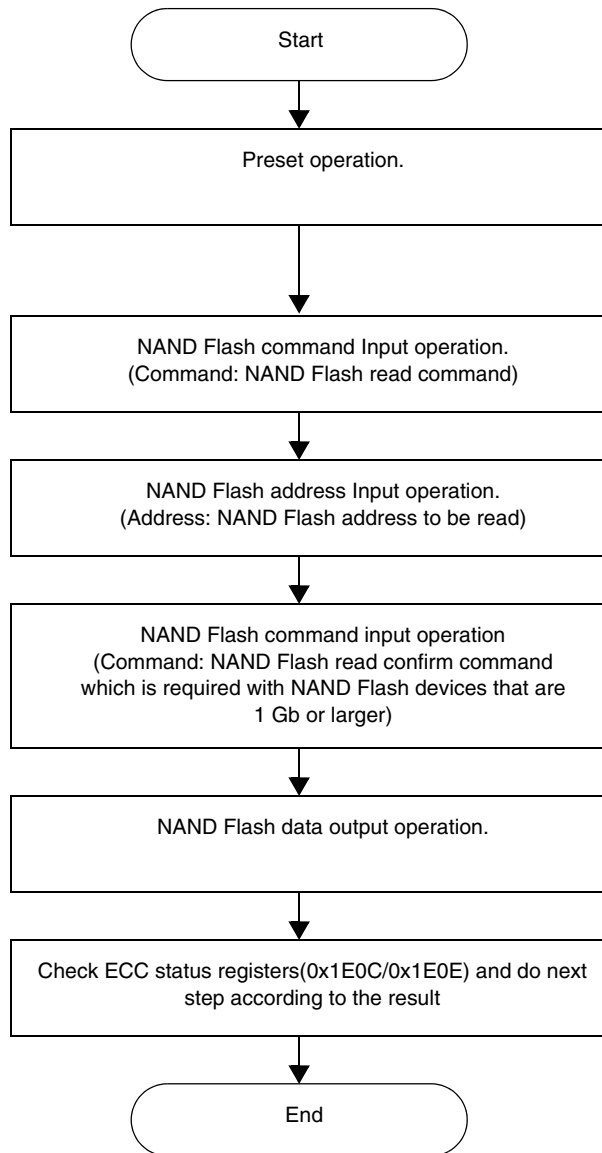 Start
Preset operation.
NAND Flash command Input operation.
(Command: NAND Flash read command)
NAND Flash address Input operation.
(Address: NAND Flash address to be read)
NAND Flash command input operation
(Command: NAND Flash read confirm command
which is required with NAND Flash devices that are
1 Gb or larger)
NAND Flash data output operation.
Check ECC status registers(0x1E0C/0x1E0E) and do next
step according to the result
End